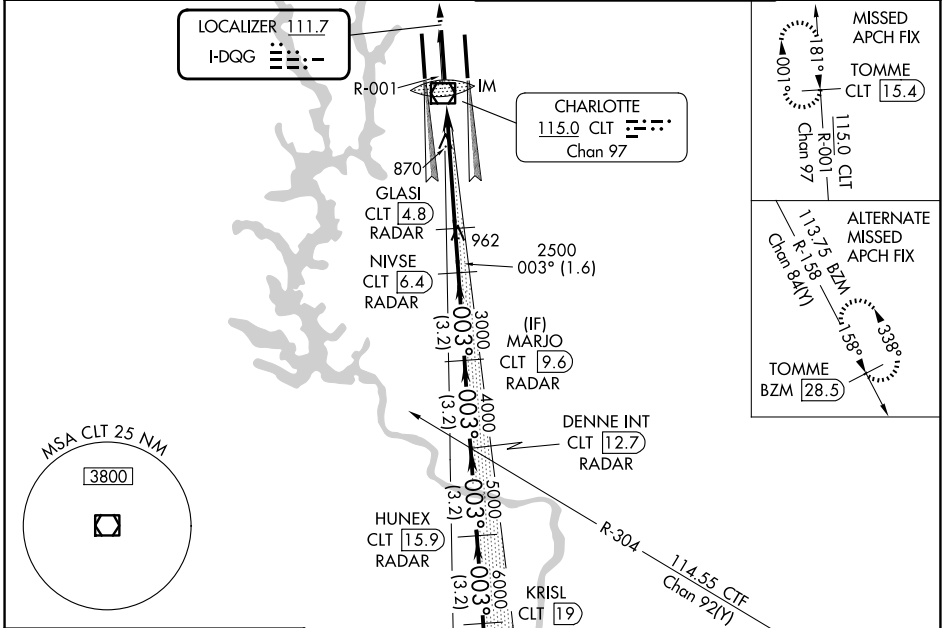 LOCALIZER 111.7
I-DQG
R-001
IM
CHARLOTTE
115.0 CLT
Chan 97
870
GLASI
CLT 4.8
RADAR
962
NIVSE
CLT 6.4
RADAR
2500
003° (1.6)
003°
3000
(3.2)
(IF)
MARJO
CLT 9.6
RADAR
003°
4000
(3.2)
DENNE INT
CLT 12.7
RADAR
003°
5000
(3.2)
HUNEX
CLT 15.9
RADAR
003°
6000
(3.2)
KRISL
CLT 19
R-304
114.55 CTF
Chan 92(Y)
MSA CLT 25 NM
3800
MISSED
APCH FIX
TOMME
CLT 15.4
181°
001°
115.0 CLT
R-001
Chan 97
ALTERNATE
MISSED
APCH FIX
113.75 BZM
R-158
Chan 84(Y)
158°
338°
TOMME
BZM 28.5